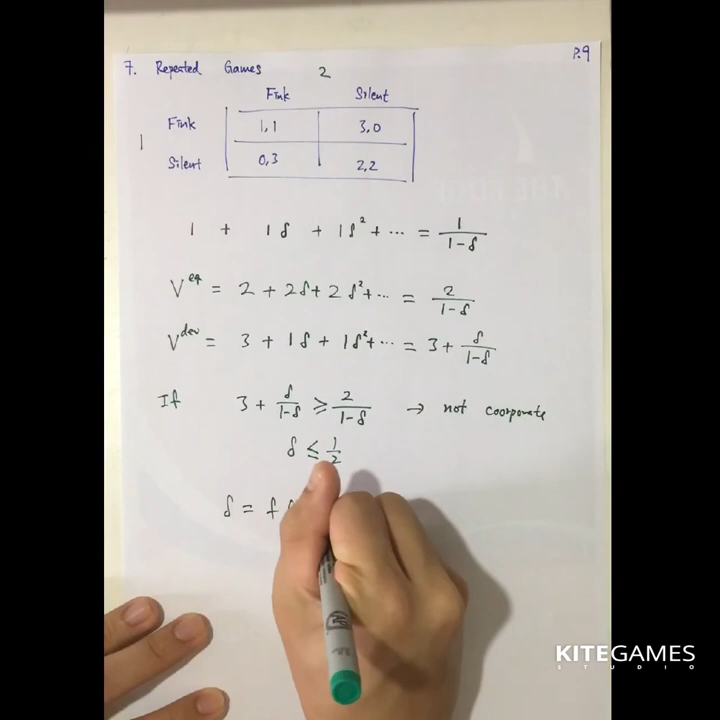 7. Repeated Games P.9
2
Fink Silent
Fink 1,1 3,0
1
Silent 0,3 2,2
1 + 1δ + 1δ² + ⋯ = 1/(1-δ)
V^eq = 2 + 2δ + 2δ² + ⋯ = 2/(1-δ)
V^dev = 3 + 1δ + 1δ² + ⋯ = 3 + δ/(1-δ)
If 3 + δ/(1-δ) ≥ 2/(1-δ) → not coorporate
δ ≤ 1/2
δ = f
KITEGAMES
STUDIO